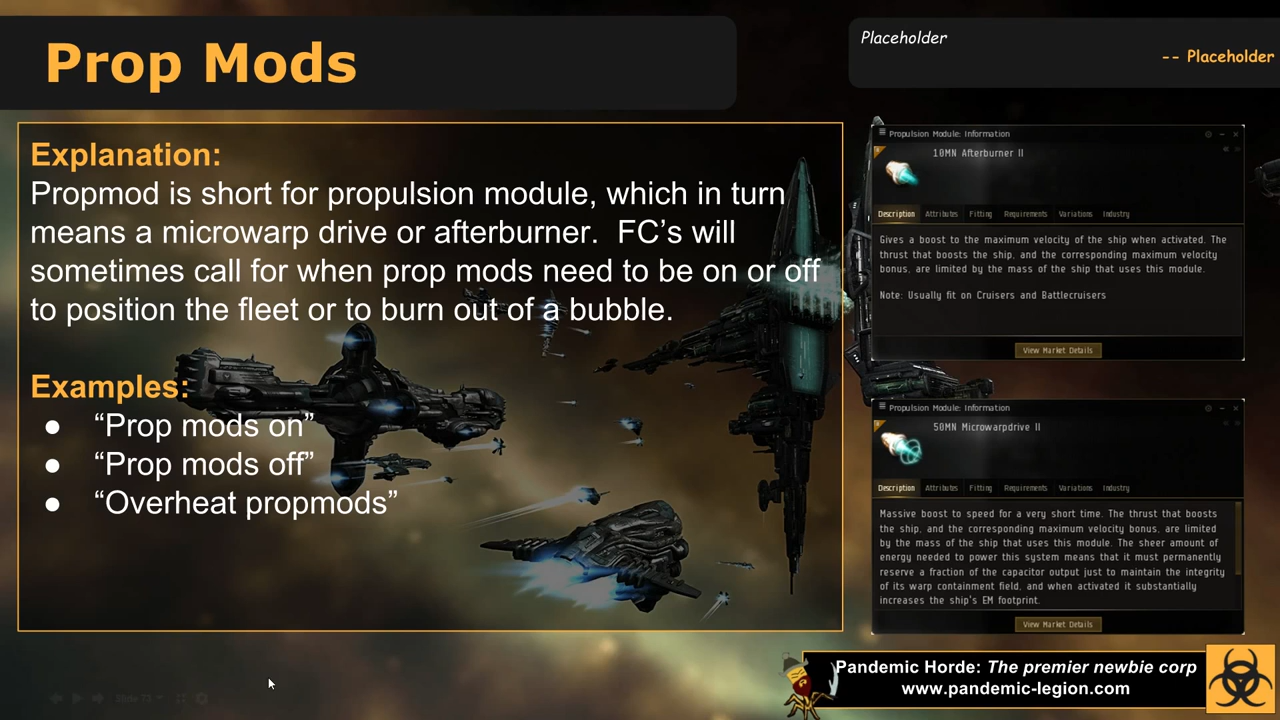 Prop Mods
Placeholder
-- Placeholder
Explanation:
Propmod is short for propulsion module, which in turn
means a microwarp drive or afterburner.  FC’s will
sometimes call for when prop mods need to be on or off
to position the fleet or to burn out of a bubble.
Examples:
● “Prop mods on”
● “Prop mods off”
● “Overheat propmods”
Propulsion Module: Information
10MN Afterburner II
Description Attributes Fitting Requirements Variations Industry
Gives a boost to the maximum velocity of the ship when activated. The
thrust that boosts the ship, and the corresponding maximum velocity
bonus, are limited by the mass of the ship that uses this module.
Note: Usually fit on Cruisers and Battlecruisers
View Market Details
Propulsion Module: Information
50MN Microwarpdrive II
Description Attributes Fitting Requirements Variations Industry
Massive boost to speed for a very short time. The thrust that boosts
the ship, and the corresponding maximum velocity bonus, are limited
by the mass of the ship that uses this module. The sheer amount of
energy needed to power this system means that it must permanently
reserve a fraction of the capacitor output just to maintain the integrity
of its warp containment field, and when activated it substantially
increases the ship's EM footprint.
View Market Details
Pandemic Horde: The premier newbie corp
www.pandemic-legion.com